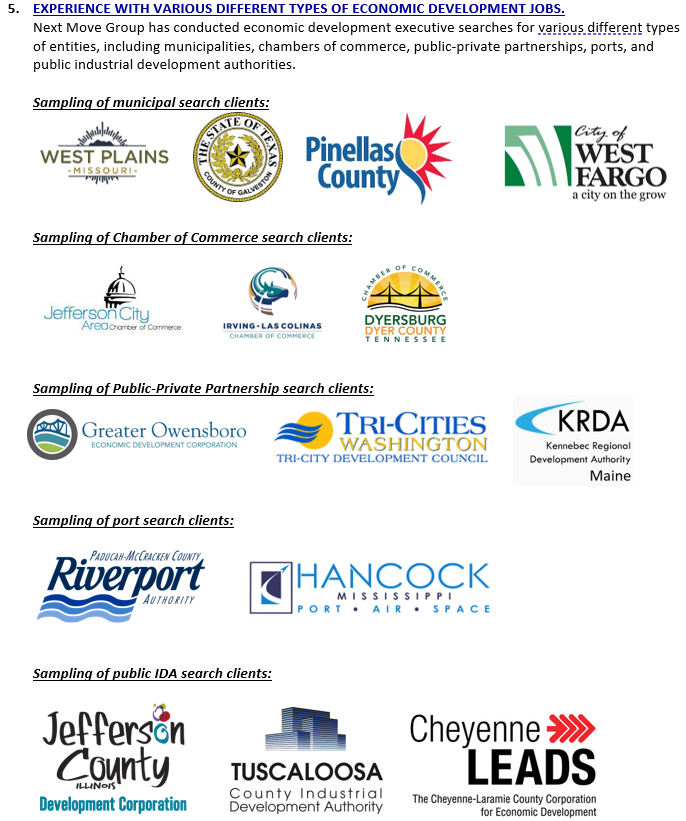 5. EXPERIENCE WITH VARIOUS DIFFERENT TYPES OF ECONOMIC DEVELOPMENT JOBS.
Next Move Group has conducted economic development executive searches for various different types
of entities, including municipalities, chambers of commerce, public-private partnerships, ports, and
public industrial development authorities.
Sampling of municipal search clients:
WEST PLAINS
-MISSOURI-
THE STATE OF TEXAS
COUNTY OF GALVESTON
Pinellas
County
City of
WEST
FARGO
a city on the grow
Sampling of Chamber of Commerce search clients:
Jefferson City
Area Chamber of Commerce
IRVING-LAS COLINAS
CHAMBER OF COMMERCE
CHAMBER OF COMMERCE
DYERSBURG
DYER COUNTY
TENNESSEE
Sampling of Public-Private Partnership search clients:
Greater Owensboro
ECONOMIC DEVELOPMENT CORPORATION
TRI-CITIES
WASHINGTON
TRI-CITY DEVELOPMENT COUNCIL
KRDA
Kennebec Regional
Development Authority
Maine
Sampling of port search clients:
PADUCAH-MCCRACKEN COUNTY
Riverport
AUTHORITY
HANCOCK
MISSISSIPPI
PORT • AIR • SPACE
Sampling of public IDA search clients:
Jefferson
County
ILLINOIS
Development Corporation
TUSCALOOSA
County Industrial
Development Authority
Cheyenne
LEADS
The Cheyenne-Laramie County Corporation
for Economic Development